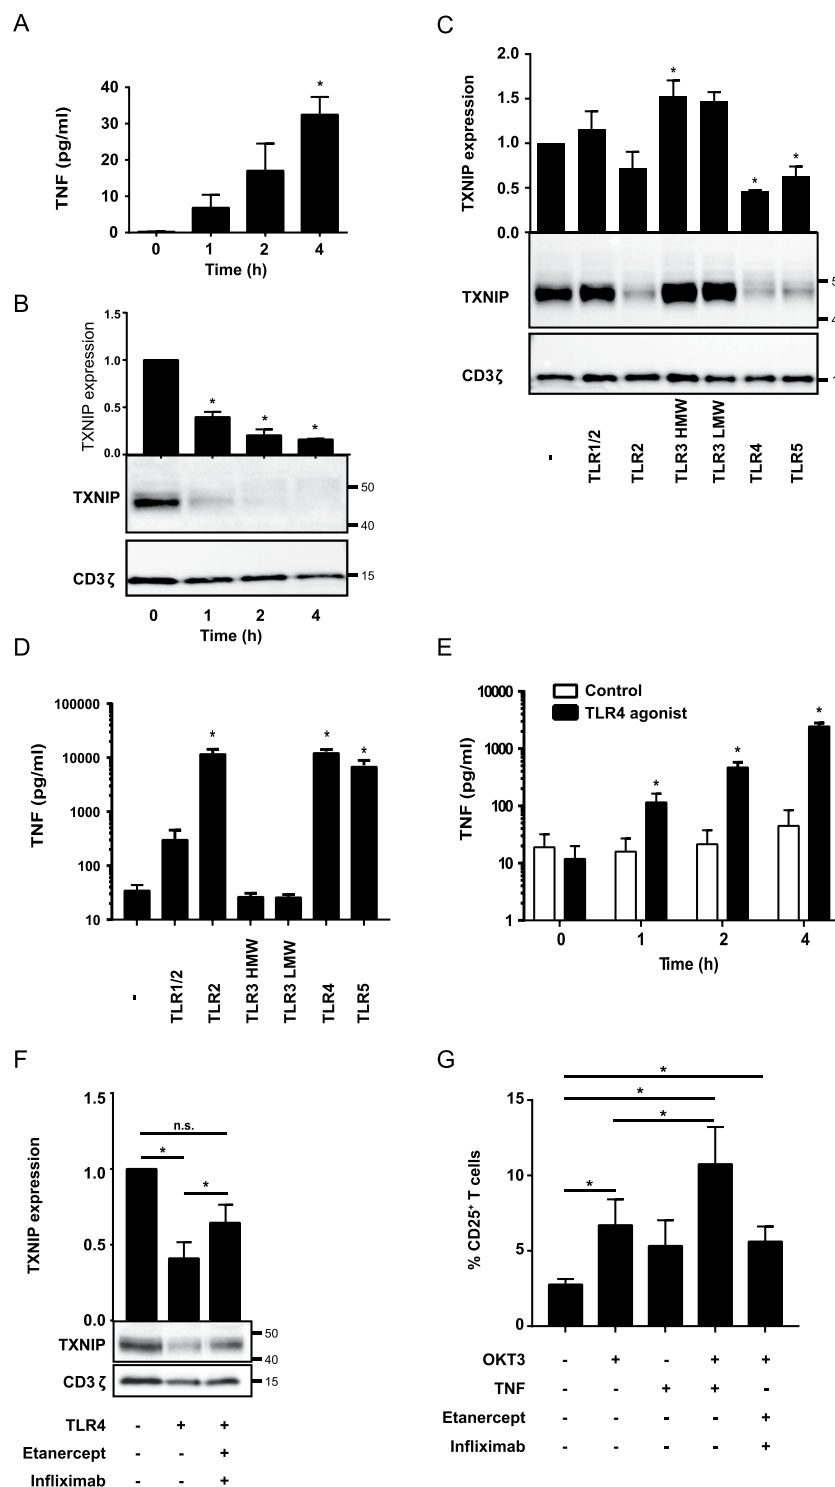 A
TNF (pg/ml)
40
30
20
10
0
*
0 1 2 4
Time (h)
B
TXNIP expression
1.5
1.0
0.5
0.0
* * *
TXNIP
50
40
CD3ζ
15
0 1 2 4
Time (h)
C
TXNIP expression
2.0
1.5
1.0
0.5
0.0
* * *
TXNIP
CD3ζ
- TLR1/2 TLR2 TLR3 HMW TLR3 LMW TLR4 TLR5
D
TNF (pg/ml)
100000
10000
1000
100
10
* * *
- TLR1/2 TLR2 TLR3 HMW TLR3 LMW TLR4 TLR5
E
TNF (pg/ml)
10000
1000
100
10
1
Control
TLR4 agonist
* * *
0 1 2 4
Time (h)
F
TXNIP expression
1.5
1.0
0.5
0.0
n.s.
* *
TXNIP
50
40
CD3ζ
15
TLR4 - + +
Etanercept - - +
Infliximab - - +
G
% CD25+ T cells
15
10
5
0
*
*
*
*
OKT3 - + - + +
TNF - - + + -
Etanercept - - - - +
Infliximab - - - - +